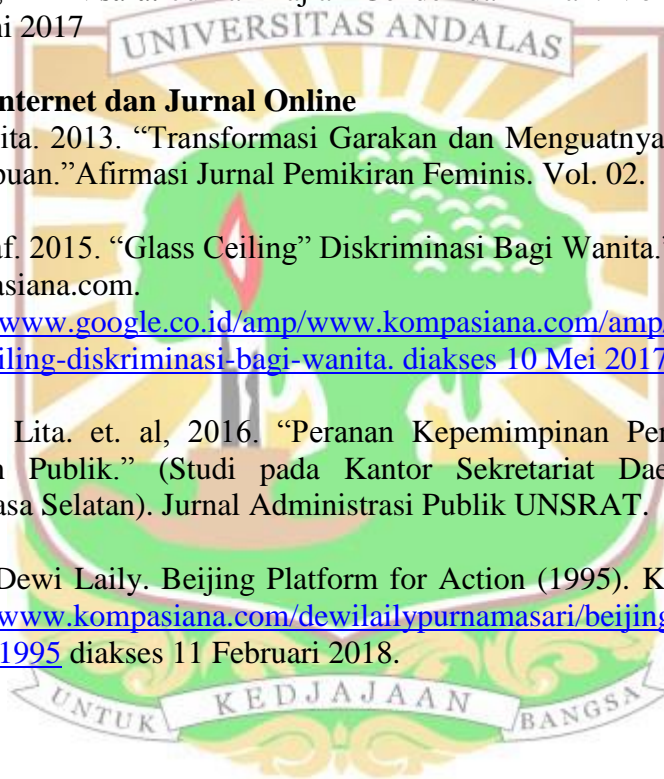 ni 2017
UNIVERSITAS ANDALAS
nternet dan Jurnal Online
ita. 2013. “Transformasi Garakan dan Menguatnya
puan.”Afirmasi Jurnal Pemikiran Feminis. Vol. 02.
af. 2015. “Glass Ceiling” Diskriminasi Bagi Wanita.”
asiana.com.
www.google.co.id/amp/www.kompasiana.com/amp
iling-diskriminasi-bagi-wanita. diakses 10 Mei 2017
Lita. et. al, 2016. “Peranan Kepemimpinan Per
n Publik.” (Studi pada Kantor Sekretariat Dae
asa Selatan). Jurnal Administrasi Publik UNSRAT.
Dewi Laily. Beijing Platform for Action (1995). K
www.kompasiana.com/dewilailypurnamasari/beijing
1995 diakses 11 Februari 2018.
UNTUK KEDJAJAAN BANGSA